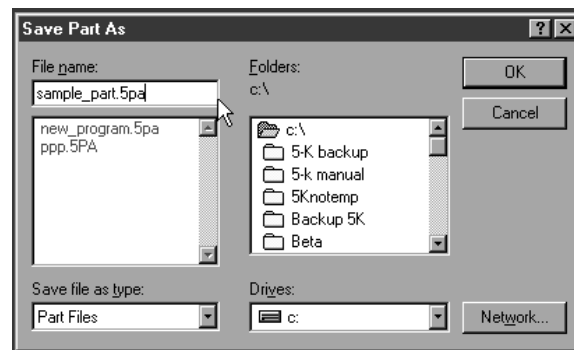 Save Part As
File name:
sample_part.5pa
new_program.5pa
ppp.5PA
Save file as type:
Part Files
Folders:
c:\
c:\
5-K backup
5-k manual
5Knotemp
Backup 5K
Beta
Drives:
c:
OK
Cancel
Network...